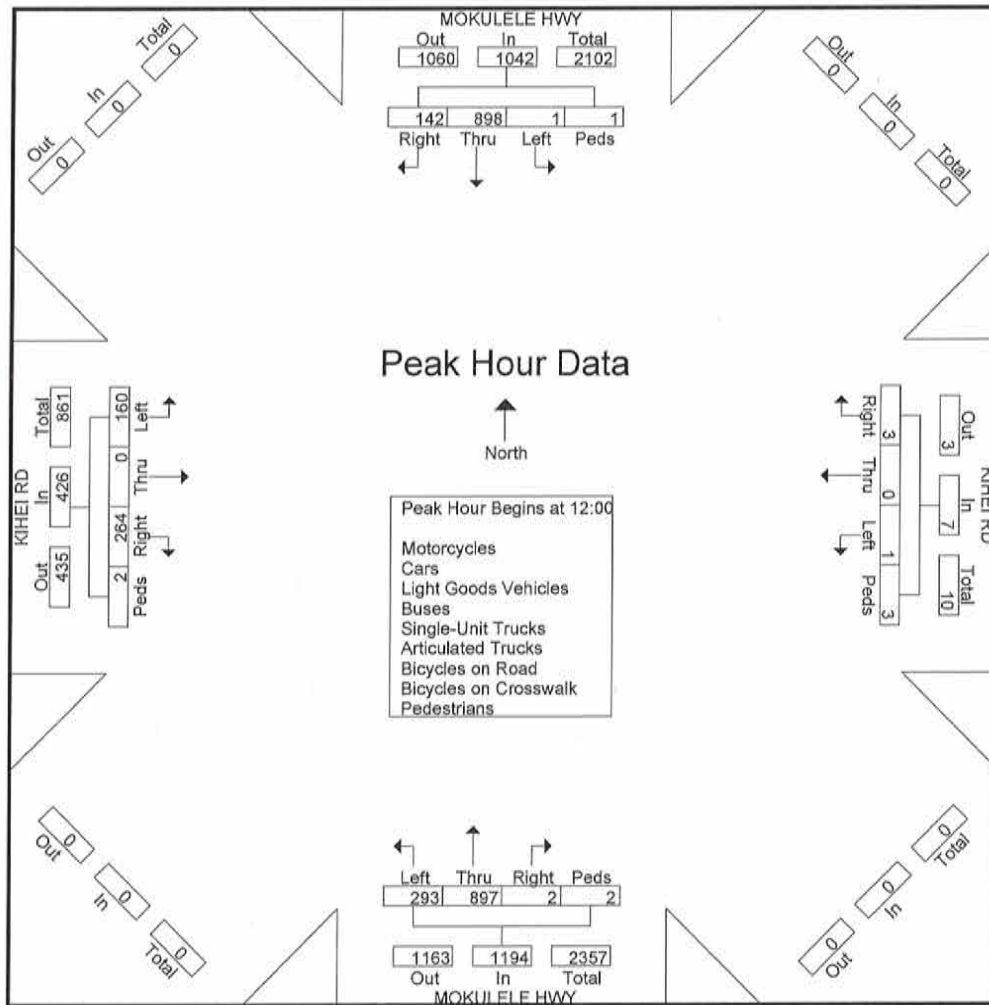 MOKULELE HWY
Out In Total
1060 1042 2102
142 898 1 1
Right Thru Left Peds
Total
0
In
0
Out
0
Out
0
In
0
Total
0
Peak Hour Data
North
KIHEI RD
Out In Total
435 426 861
2 264 0 160
Peds Right Thru Left
KIHEI RD
Out In Total
3 7 10
3 0 1 3
Right Thru Left Peds
Peak Hour Begins at 12:00
Motorcycles
Cars
Light Goods Vehicles
Buses
Single-Unit Trucks
Articulated Trucks
Bicycles on Road
Bicycles on Crosswalk
Pedestrians
0
Out
0
In
0
Total
0
Total
0
In
0
Out
Left Thru Right Peds
293 897 2 2
1163 1194 2357
Out In Total
MOKULELE HWY